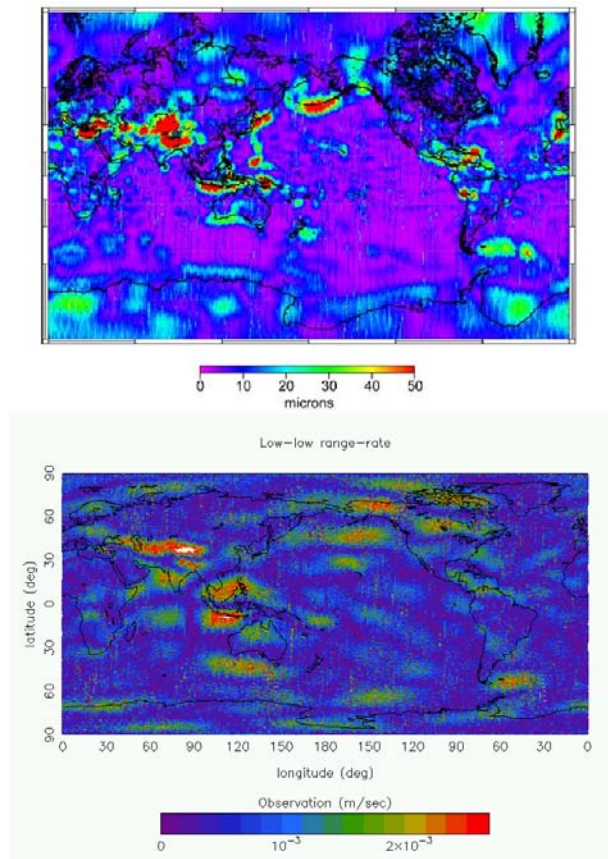 0 10 20 30 40 50
microns
Low-low range-rate
90
60
30
0
30
60
90
latitude (deg)
0 30 60 90 120 150 180 150 120 90 60 30 0
longitude (deg)
Observation (m/sec)
0 10⁻³ 2×10⁻³